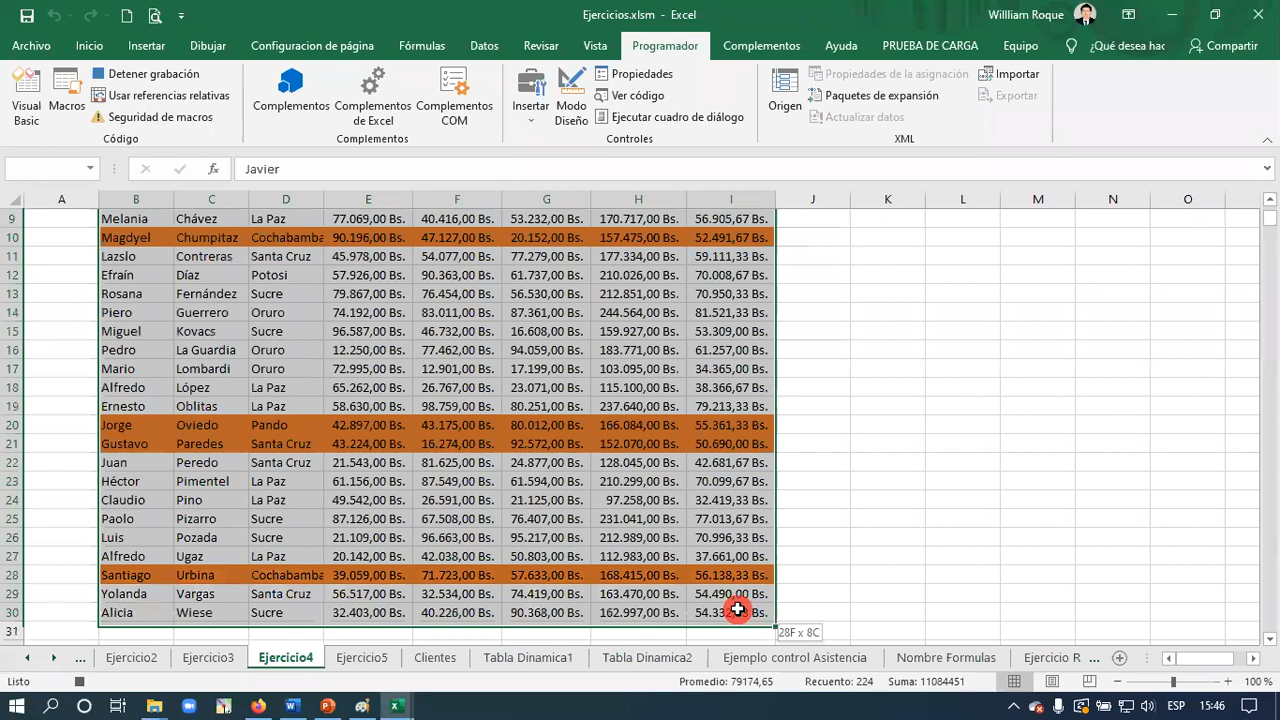 Ejercicios.xlsm - Excel
Willliam Roque
Archivo Inicio Insertar Dibujar Configuracion de página Fórmulas Datos Revisar Vista Programador Complementos Ayuda PRUEBA DE CARGA Equipo ¿Qué desea hac Compartir
Visual Basic
Macros
Detener grabación
Usar referencias relativas
Seguridad de macros
Código
Complementos
Complementos de Excel
Complementos COM
Complementos
Insertar
Modo Diseño
Propiedades
Ver código
Ejecutar cuadro de diálogo
Controles
Origen
Propiedades de la asignación
Paquetes de expansión
Actualizar datos
Importar
Exportar
XML
fx Javier
A B C D E F G H I J K L M N O
9 Melania Chávez La Paz 77.069,00 Bs. 40.416,00 Bs. 53.232,00 Bs. 170.717,00 Bs. 56.905,67 Bs.
10 Magdyel Chumpitaz Cochabamba 90.196,00 Bs. 47.127,00 Bs. 20.152,00 Bs. 157.475,00 Bs. 52.491,67 Bs.
11 Lazslo Contreras Santa Cruz 45.978,00 Bs. 54.077,00 Bs. 77.279,00 Bs. 177.334,00 Bs. 59.111,33 Bs.
12 Efraín Díaz Potosi 57.926,00 Bs. 90.363,00 Bs. 61.737,00 Bs. 210.026,00 Bs. 70.008,67 Bs.
13 Rosana Fernández Sucre 79.867,00 Bs. 76.454,00 Bs. 56.530,00 Bs. 212.851,00 Bs. 70.950,33 Bs.
14 Piero Guerrero Oruro 74.192,00 Bs. 83.011,00 Bs. 87.361,00 Bs. 244.564,00 Bs. 81.521,33 Bs.
15 Miguel Kovacs Sucre 96.587,00 Bs. 46.732,00 Bs. 16.608,00 Bs. 159.927,00 Bs. 53.309,00 Bs.
16 Pedro La Guardia Oruro 12.250,00 Bs. 77.462,00 Bs. 94.059,00 Bs. 183.771,00 Bs. 61.257,00 Bs.
17 Mario Lombardi Oruro 72.995,00 Bs. 12.901,00 Bs. 17.199,00 Bs. 103.095,00 Bs. 34.365,00 Bs.
18 Alfredo López La Paz 65.262,00 Bs. 26.767,00 Bs. 23.071,00 Bs. 115.100,00 Bs. 38.366,67 Bs.
19 Ernesto Oblitas La Paz 58.630,00 Bs. 98.759,00 Bs. 80.251,00 Bs. 237.640,00 Bs. 79.213,33 Bs.
20 Jorge Oviedo Pando 42.897,00 Bs. 43.175,00 Bs. 80.012,00 Bs. 166.084,00 Bs. 55.361,33 Bs.
21 Gustavo Paredes Santa Cruz 43.224,00 Bs. 16.274,00 Bs. 92.572,00 Bs. 152.070,00 Bs. 50.690,00 Bs.
22 Juan Peredo Santa Cruz 21.543,00 Bs. 81.625,00 Bs. 24.877,00 Bs. 128.045,00 Bs. 42.681,67 Bs.
23 Héctor Pimentel La Paz 61.156,00 Bs. 87.549,00 Bs. 61.594,00 Bs. 210.299,00 Bs. 70.099,67 Bs.
24 Claudio Pino La Paz 49.542,00 Bs. 26.591,00 Bs. 21.125,00 Bs. 97.258,00 Bs. 32.419,33 Bs.
25 Paolo Pizarro Sucre 87.126,00 Bs. 67.508,00 Bs. 76.407,00 Bs. 231.041,00 Bs. 77.013,67 Bs.
26 Luis Pozada Sucre 21.109,00 Bs. 96.663,00 Bs. 95.217,00 Bs. 212.989,00 Bs. 70.996,33 Bs.
27 Alfredo Ugaz La Paz 20.142,00 Bs. 42.038,00 Bs. 50.803,00 Bs. 112.983,00 Bs. 37.661,00 Bs.
28 Santiago Urbina Cochabamba 39.059,00 Bs. 71.723,00 Bs. 57.633,00 Bs. 168.415,00 Bs. 56.138,33 Bs.
29 Yolanda Vargas Santa Cruz 56.517,00 Bs. 32.534,00 Bs. 74.419,00 Bs. 163.470,00 Bs. 54.490,00 Bs.
30 Alicia Wiese Sucre 32.403,00 Bs. 40.226,00 Bs. 90.368,00 Bs. 162.997,00 Bs. Bs.
31 28F x 8C
... Ejercicio2 Ejercicio3 Ejercicio4 Ejercicio5 Clientes Tabla Dinamica1 Tabla Dinamica2 Ejemplo control Asistencia Nombre Formulas Ejercicio R ...
Listo Promedio: 79174,65 Recuento: 224 Suma: 11084451 100 %
ESP 15:46